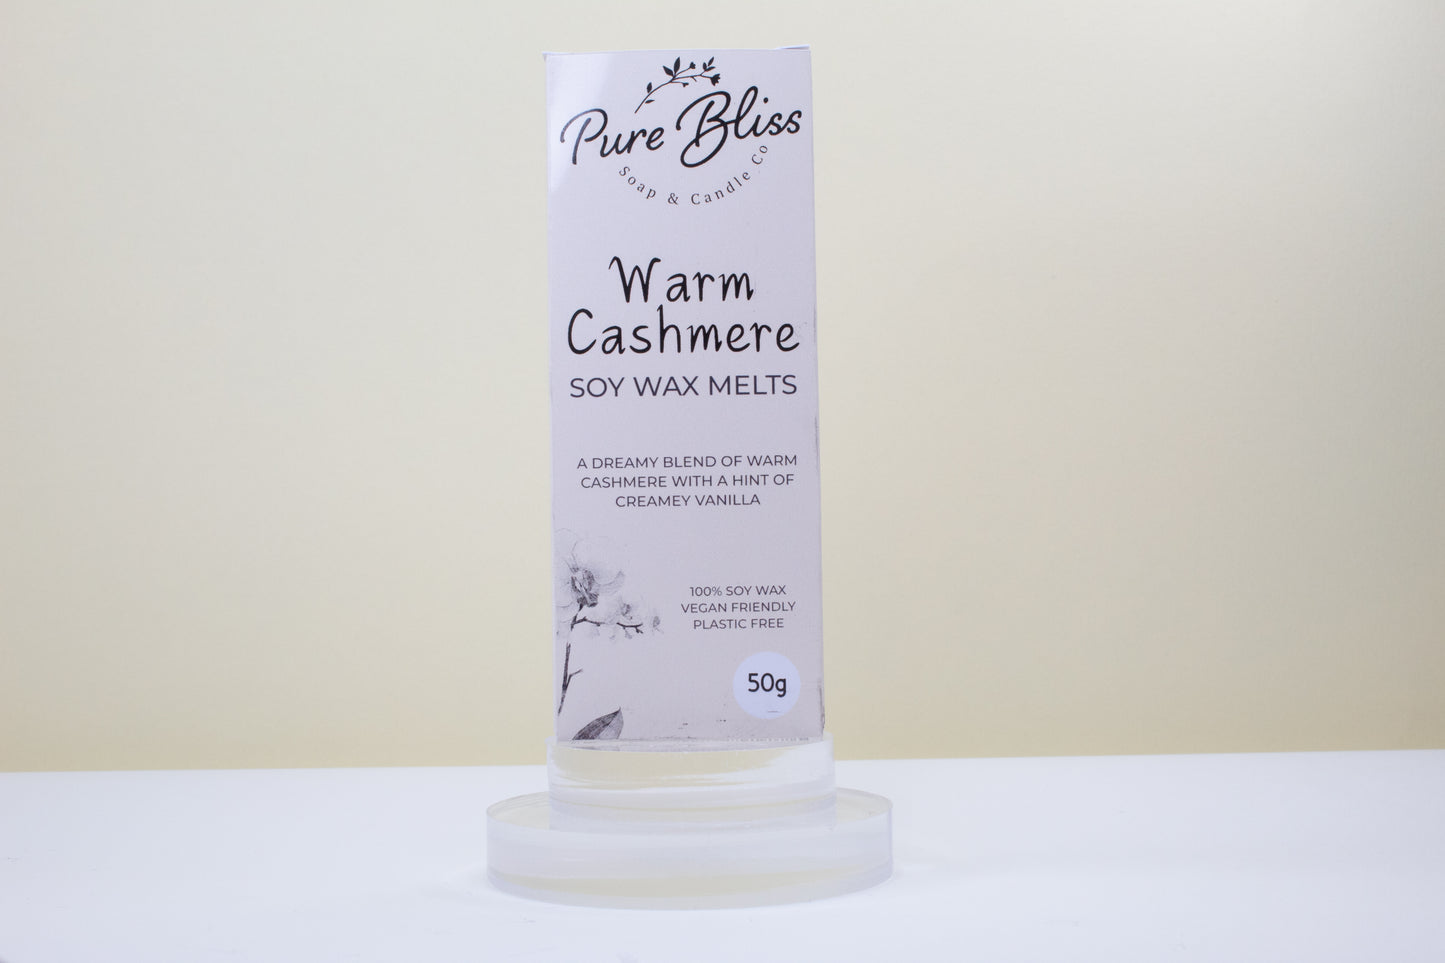 Pure Bliss
Soap & Candle Co
Warm
Cashmere
SOY WAX MELTS
A DREAMY BLEND OF WARM
CASHMERE WITH A HINT OF
CREAMEY VANILLA
100% SOY WAX
VEGAN FRIENDLY
PLASTIC FREE
50g